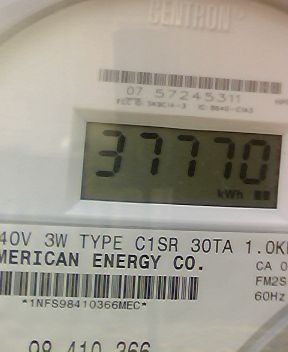 CENTRON®
07 57245311
37770
kWh
40V 3W TYPE C1SR 30TA 1.0K
MERICAN ENERGY CO.
CA 0
FM2S
60Hz
*1NFS98410366MEC*
98 410 366